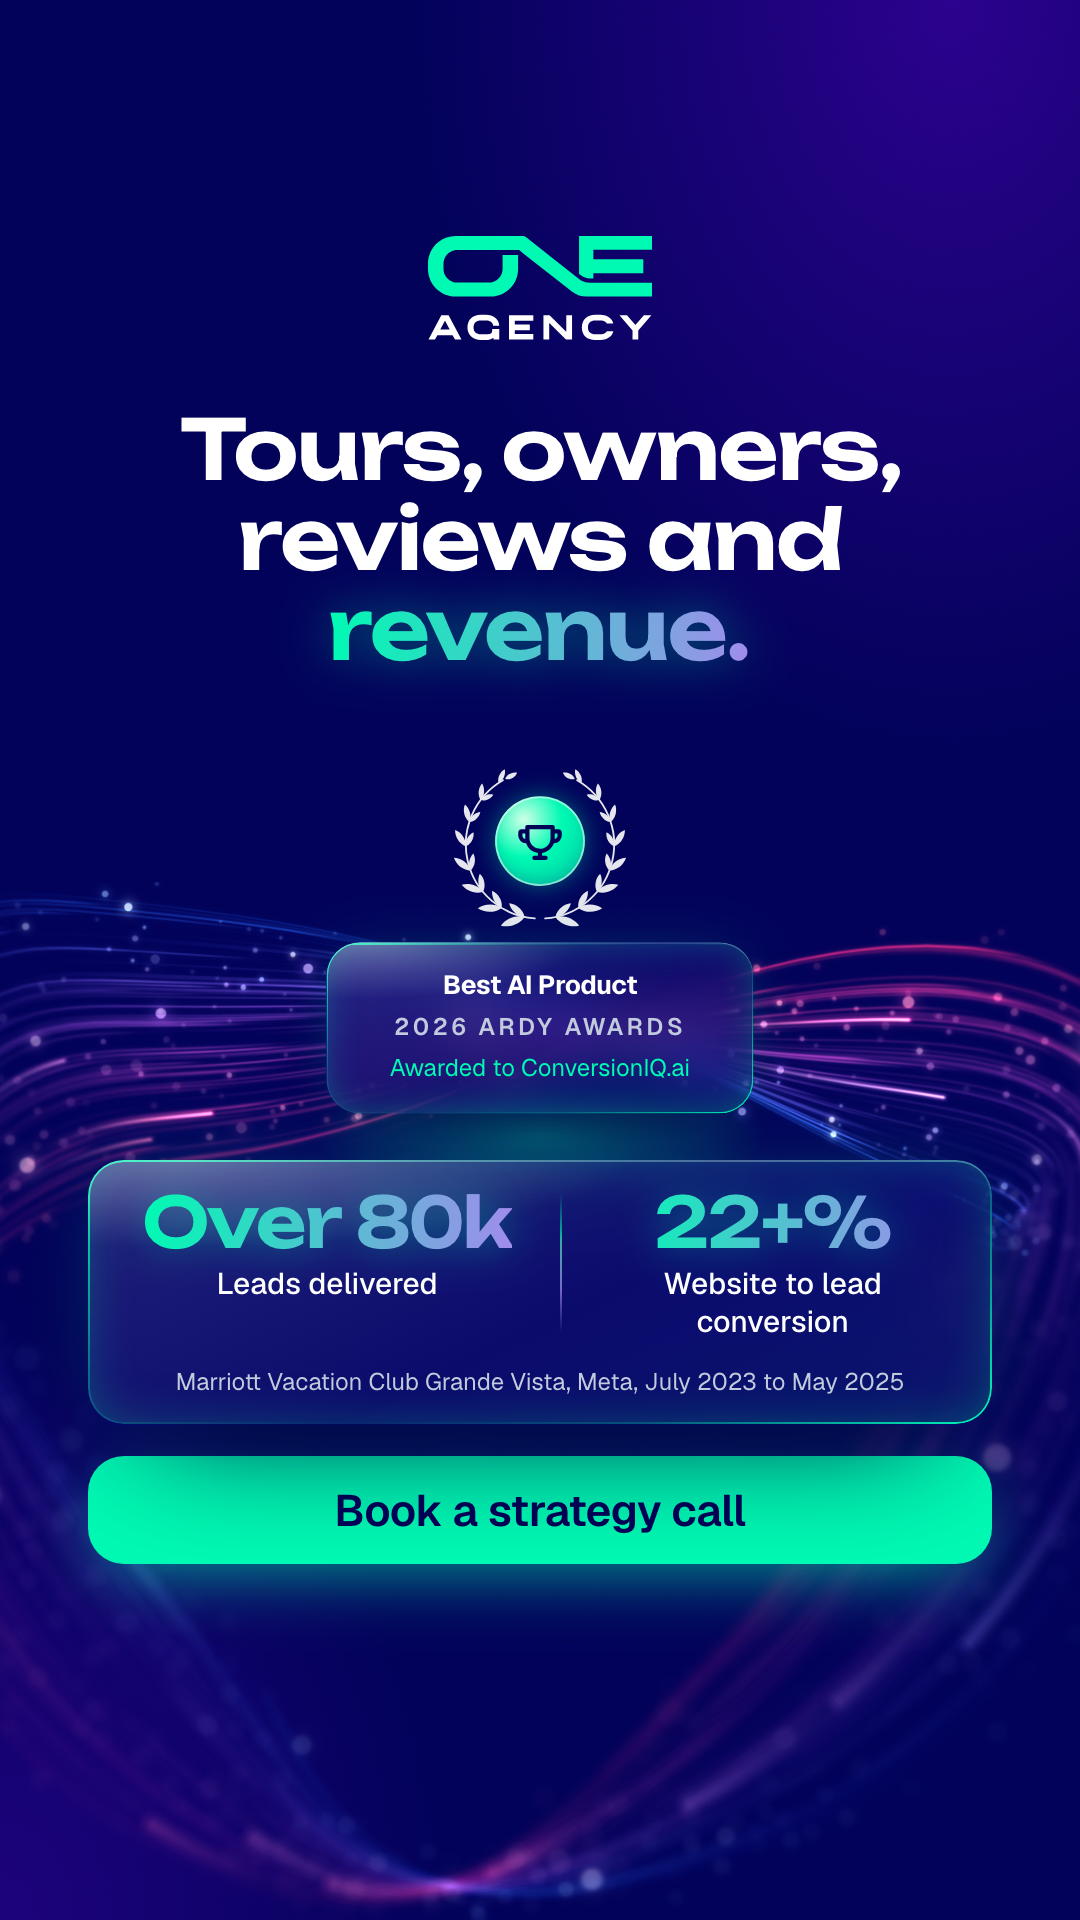 ONE
AGENCY
Tours, owners,
reviews and
revenue.
Best AI Product
2026 ARDY AWARDS
Awarded to ConversionIQ.ai
Over 80k
Leads delivered
22+%
Website to lead
conversion
Marriott Vacation Club Grande Vista, Meta, July 2023 to May 2025
Book a strategy call